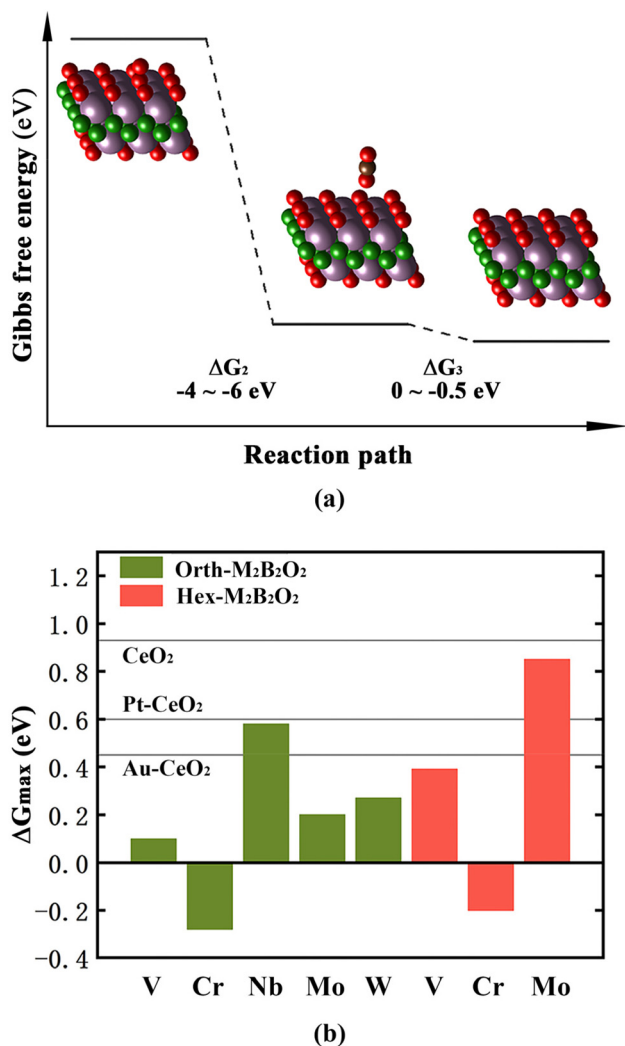 Gibbs free energy (eV)
ΔG₂
-4 ~ -6 eV
ΔG₃
0 ~ -0.5 eV
Reaction path
(a)
Orth-M₂B₂O₂
Hex-M₂B₂O₂
CeO₂
Pt-CeO₂
Au-CeO₂
ΔGmax (eV)
1.2
1.0
0.8
0.6
0.4
0.2
0.0
-0.2
-0.4
V Cr Nb Mo W V Cr Mo
(b)